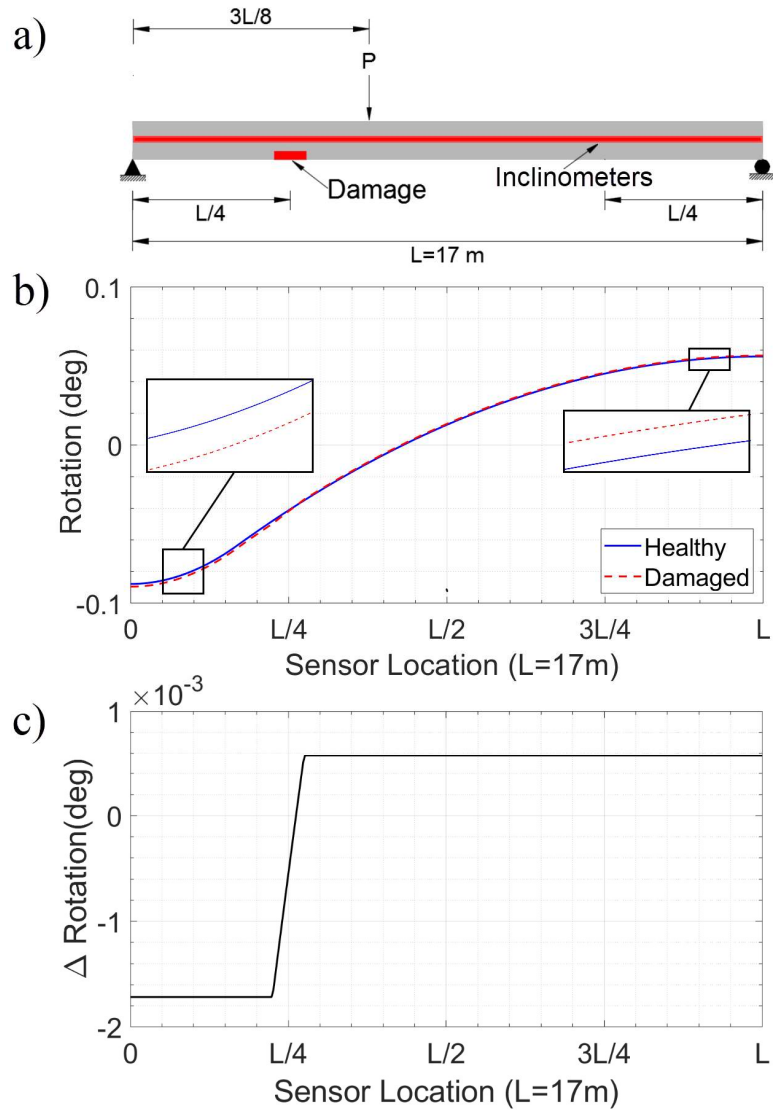 a)
3L/8
P
Damage
Inclinometers
L/4
L/4
L=17 m
b)
0.1
0
-0.1
Rotation (deg)
Healthy
Damaged
0
L/4
L/2
3L/4
L
Sensor Location (L=17m)
c)
×10⁻³
1
0
-1
-2
Δ Rotation(deg)
0
L/4
L/2
3L/4
L
Sensor Location (L=17m)